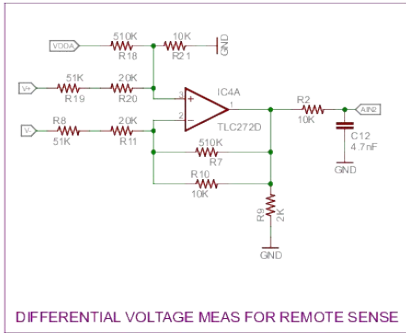 VDDA
510K
R18
10K
R21
GND
V+
51K
R19
20K
R20
IC4A
3
+
1
2
−
TLC272D
V-
R8
51K
20K
R11
510K
R7
R10
10K
R9
2K
GND
R2
10K
AIN2
C12
4.7nF
GND
DIFFERENTIAL VOLTAGE MEAS FOR REMOTE SENSE